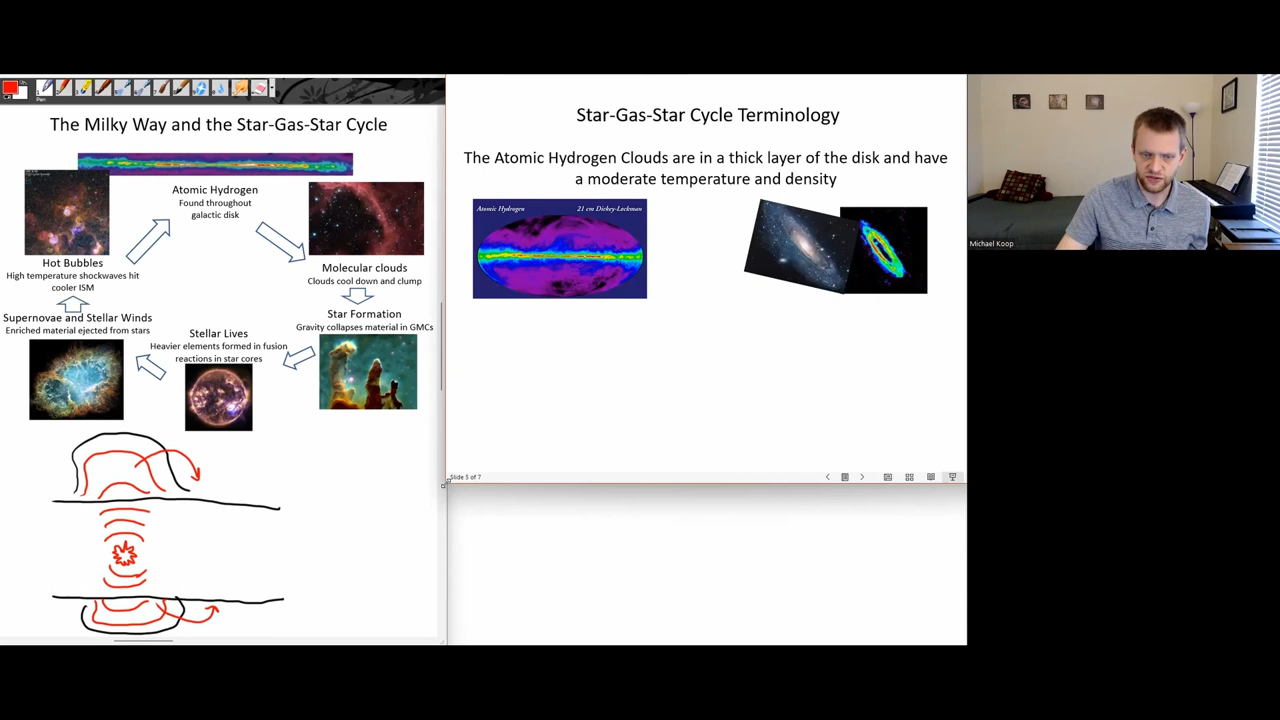 Pen
The Milky Way and the Star-Gas-Star Cycle
Atomic Hydrogen
Found throughout
galactic disk
Hot Bubbles
High temperature shockwaves hit
cooler ISM
Molecular clouds
Clouds cool down and clump
Supernovae and Stellar Winds
Enriched material ejected from stars
Stellar Lives
Heavier elements formed in fusion
reactions in star cores
Star Formation
Gravity collapses material in GMCs
Star-Gas-Star Cycle Terminology
The Atomic Hydrogen Clouds are in a thick layer of the disk and have
a moderate temperature and density
Atomic Hydrogen 21 cm Dickey-Lockman
Slide 5 of 7
Michael Koop